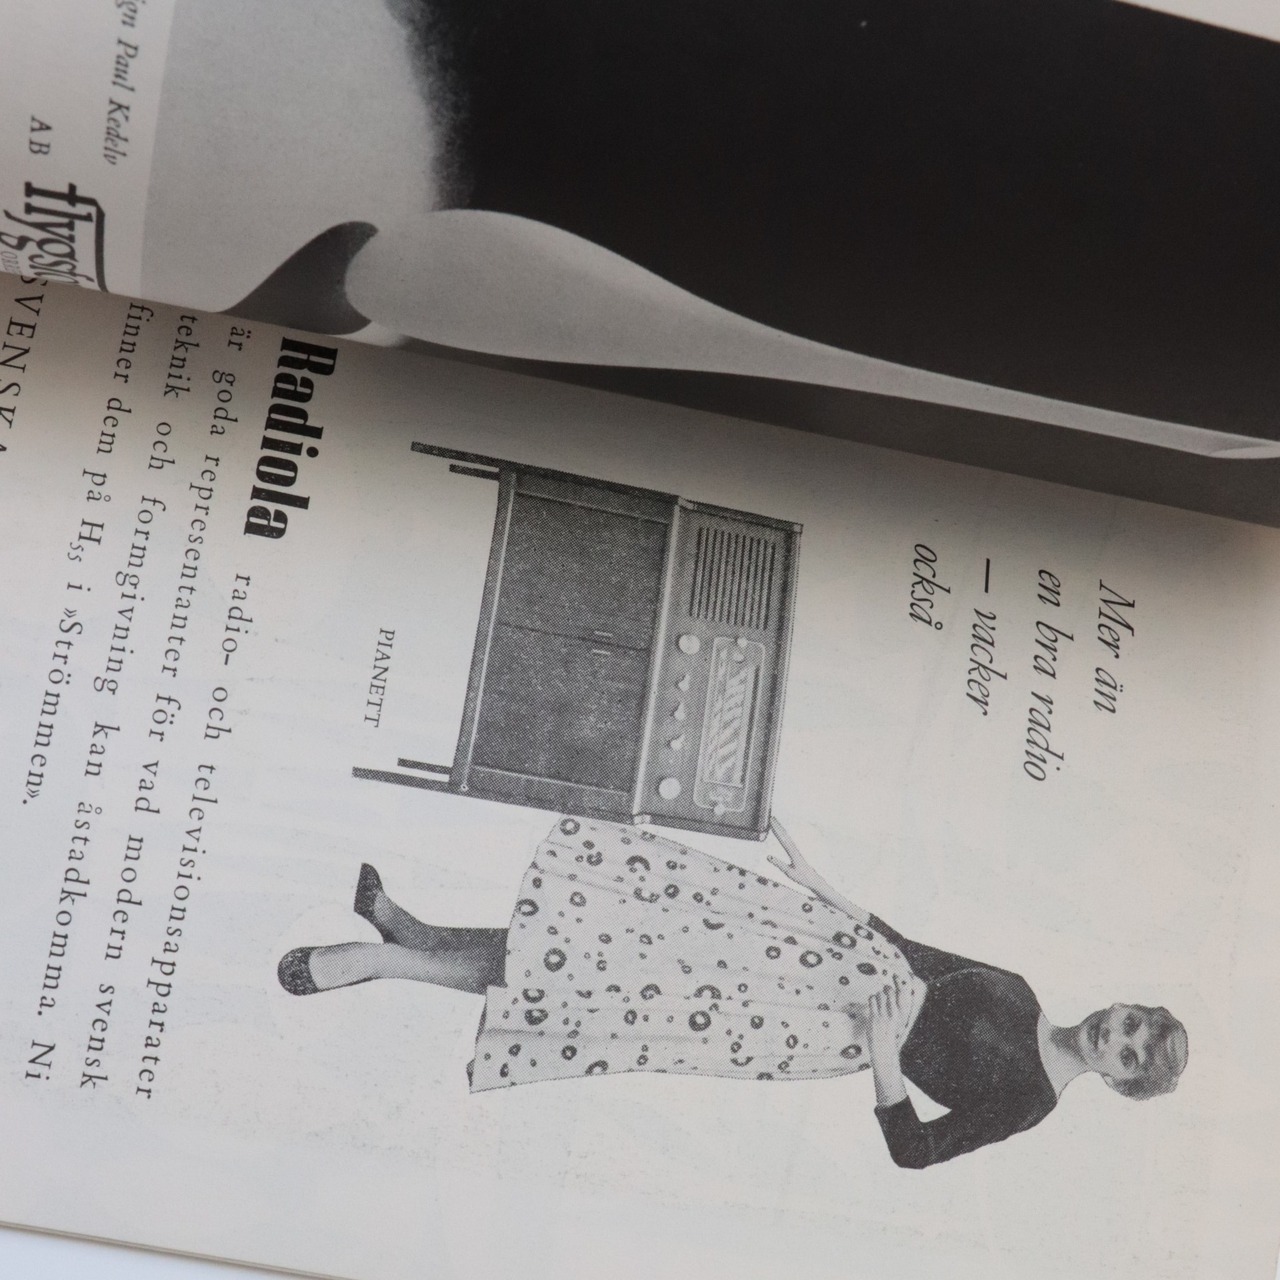 Paul Kedelv
AB
Mer än
en bra radio
— vacker
också
PIANETT
Radiola radio- och televisionsapparater
är goda representanter för vad modern svensk
teknik och formgivning kan åstadkomma. Ni
finner dem på H55 i »Strömmen».
SVENSKA